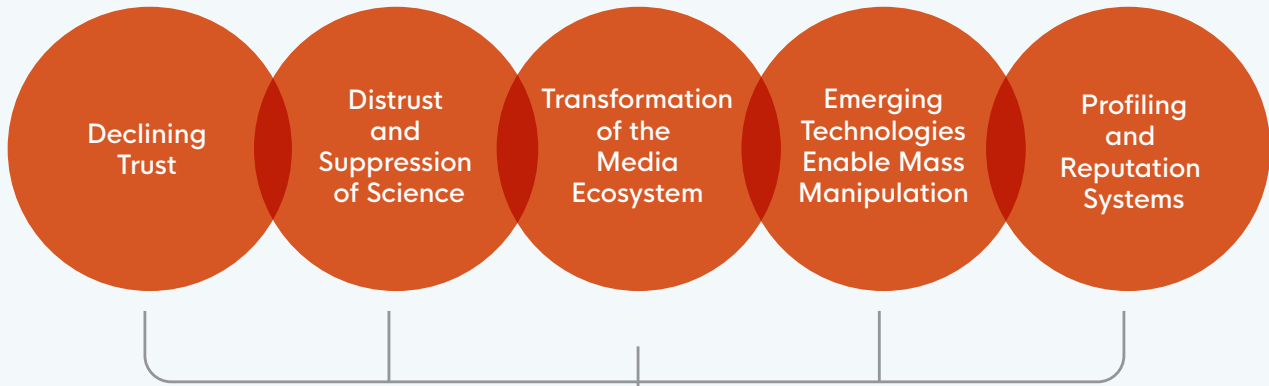 Declining
Trust
Distrust
and
Suppression
of Science
Transformation
of the
Media
Ecosystem
Emerging
Technologies
Enable Mass
Manipulation
Profiling
and
Reputation
Systems